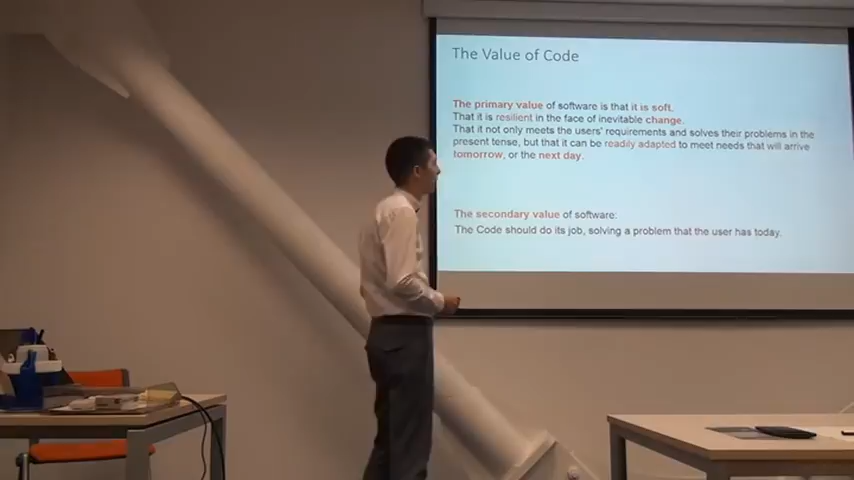 The Value of Code
The primary value of software is that it is soft.
That it is resilient in the face of inevitable change.
That it not only meets the users' requirements and solves their problems in the
present tense, but that it can be readily adapted to meet needs that will arrive
tomorrow, or the next day.
The secondary value of software:
The Code should do its job, solving a problem that the user has today.